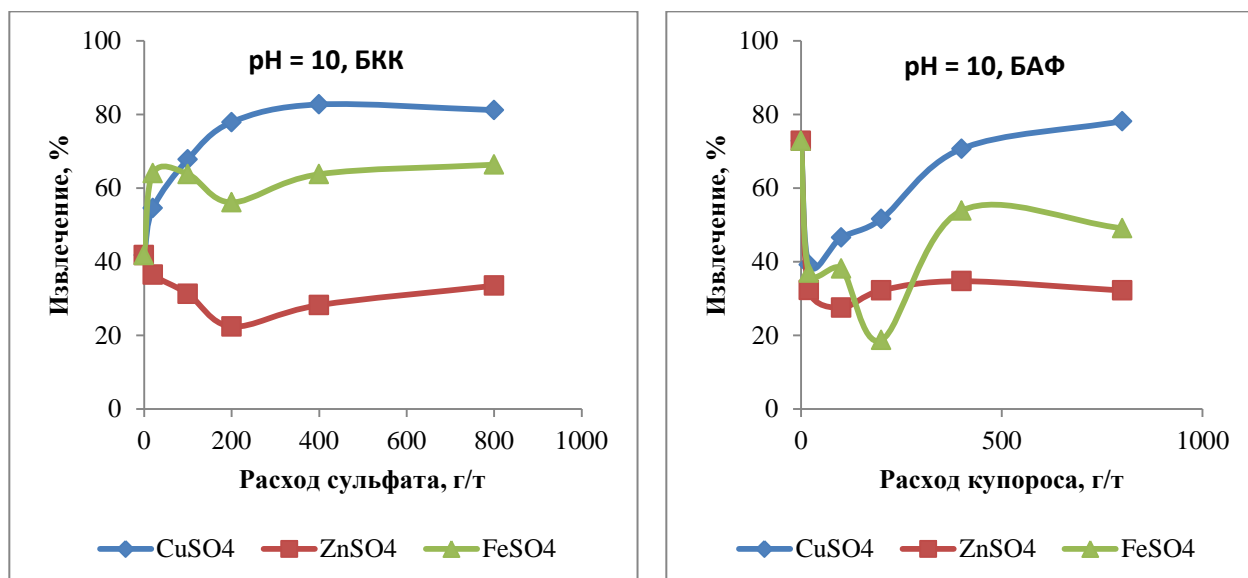 pH = 10, БКК
Извлечение, %
100
80
60
40
20
0
0 200 400 600 800 1000
Расход сульфата, г/т
CuSO4 ZnSO4 FeSO4
pH = 10, БАФ
Извлечение, %
100
80
60
40
20
0
0 500 1000
Расход купороса, г/т
CuSO4 ZnSO4 FeSO4